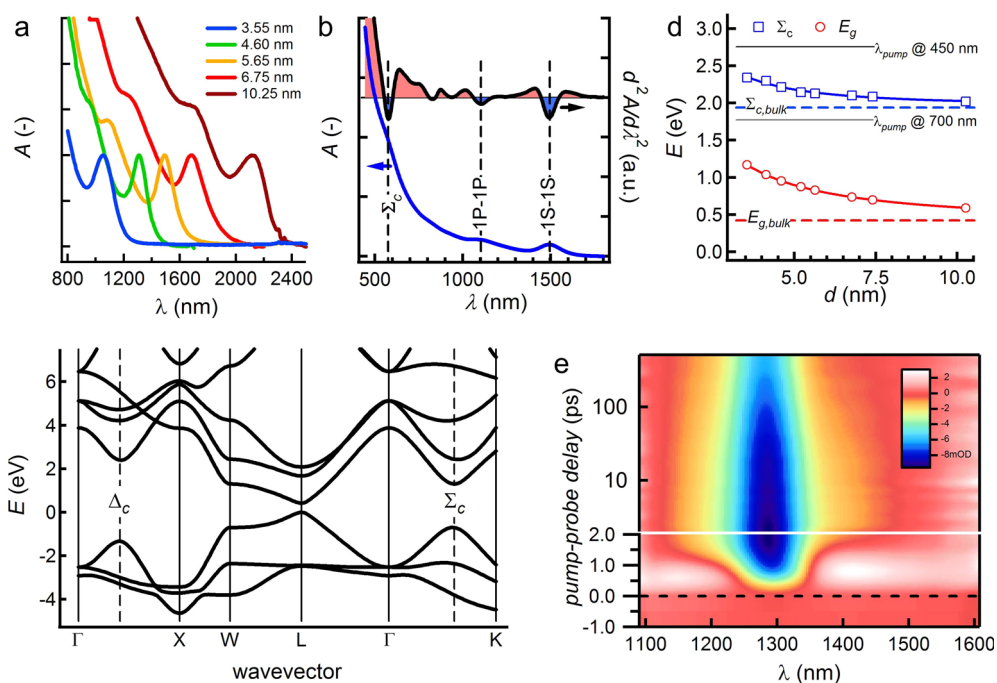 a
A (-)
3.55 nm
4.60 nm
5.65 nm
6.75 nm
10.25 nm
800 1200 1600 2000 2400
λ (nm)
b
A (-)
Σc
1P-1P
1S-1S
d²A/dλ² (a.u.)
500 1000 1500
λ (nm)
d
Σc Eg
λpump @ 450 nm
Σc,bulk
λpump @ 700 nm
Eg,bulk
E (eV)
3.0
2.5
2.0
1.5
1.0
0.5
0.0
5.0 7.5 10.0
d (nm)
E (eV)
6
4
2
0
-2
-4
Δc
Σc
Γ X W L Γ K
wavevector
e
pump-probe delay (ps)
100
10
2.0
1.0
0.0
-1.0
2
0
-2
-4
-6
-8mOD
1100 1200 1300 1400 1500 1600
λ (nm)